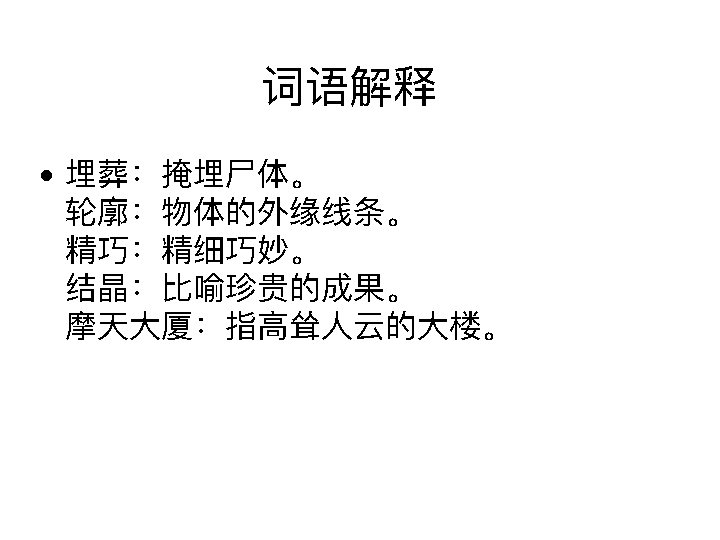 词语解释
• 埋葬：掩埋尸体。
轮廓：物体的外缘线条。
精巧：精细巧妙。
结晶：比喻珍贵的成果。
摩天大厦：指高耸人云的大楼。